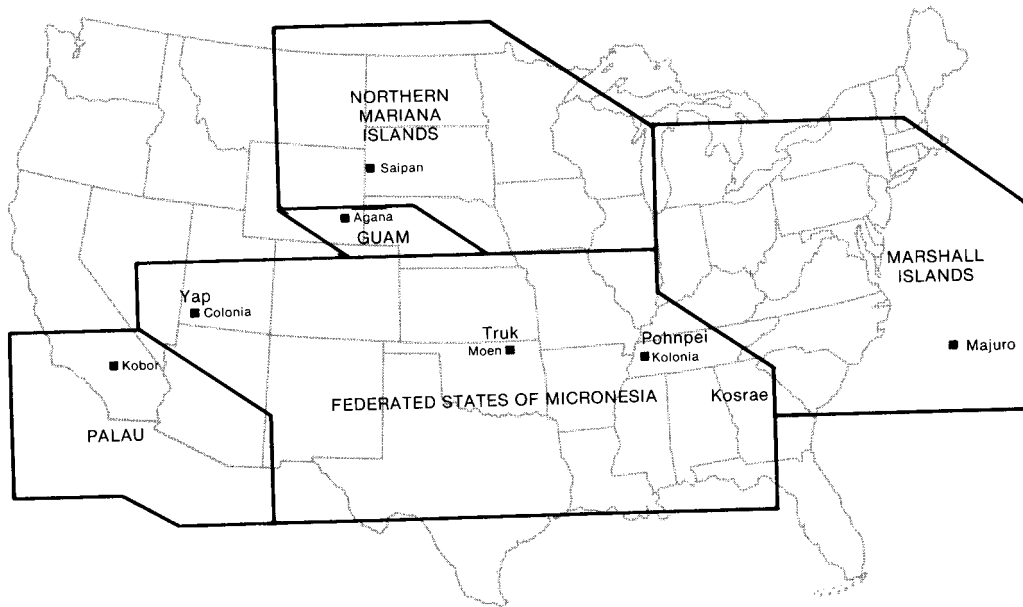 NORTHERN
MARIANA
ISLANDS
Saipan
Agana
GUAM
MARSHALL
ISLANDS
Yap
Colonia
Truk
Moen
Pohnpei
Kolonia
Majuro
Kobor
Kosrae
FEDERATED STATES OF MICRONESIA
PALAU